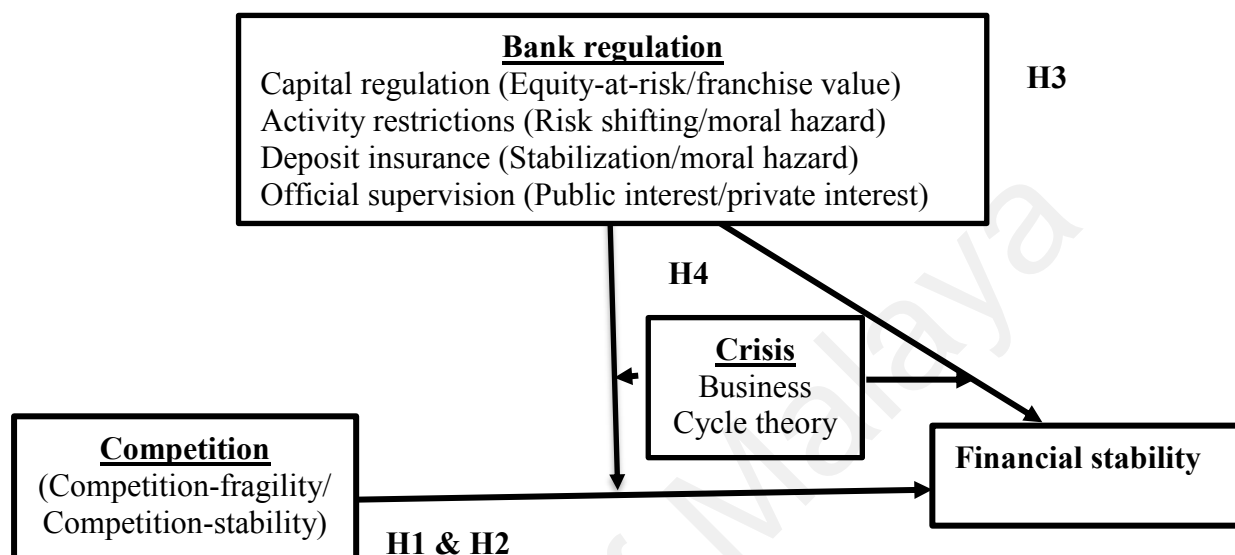 Bank regulation
Capital regulation (Equity-at-risk/franchise value)
Activity restrictions (Risk shifting/moral hazard)
Deposit insurance (Stabilization/moral hazard)
Official supervision (Public interest/private interest)
H3
H4
Crisis
Business
Cycle theory
Competition
(Competition-fragility/
Competition-stability)
Financial stability
H1 & H2
Malaya